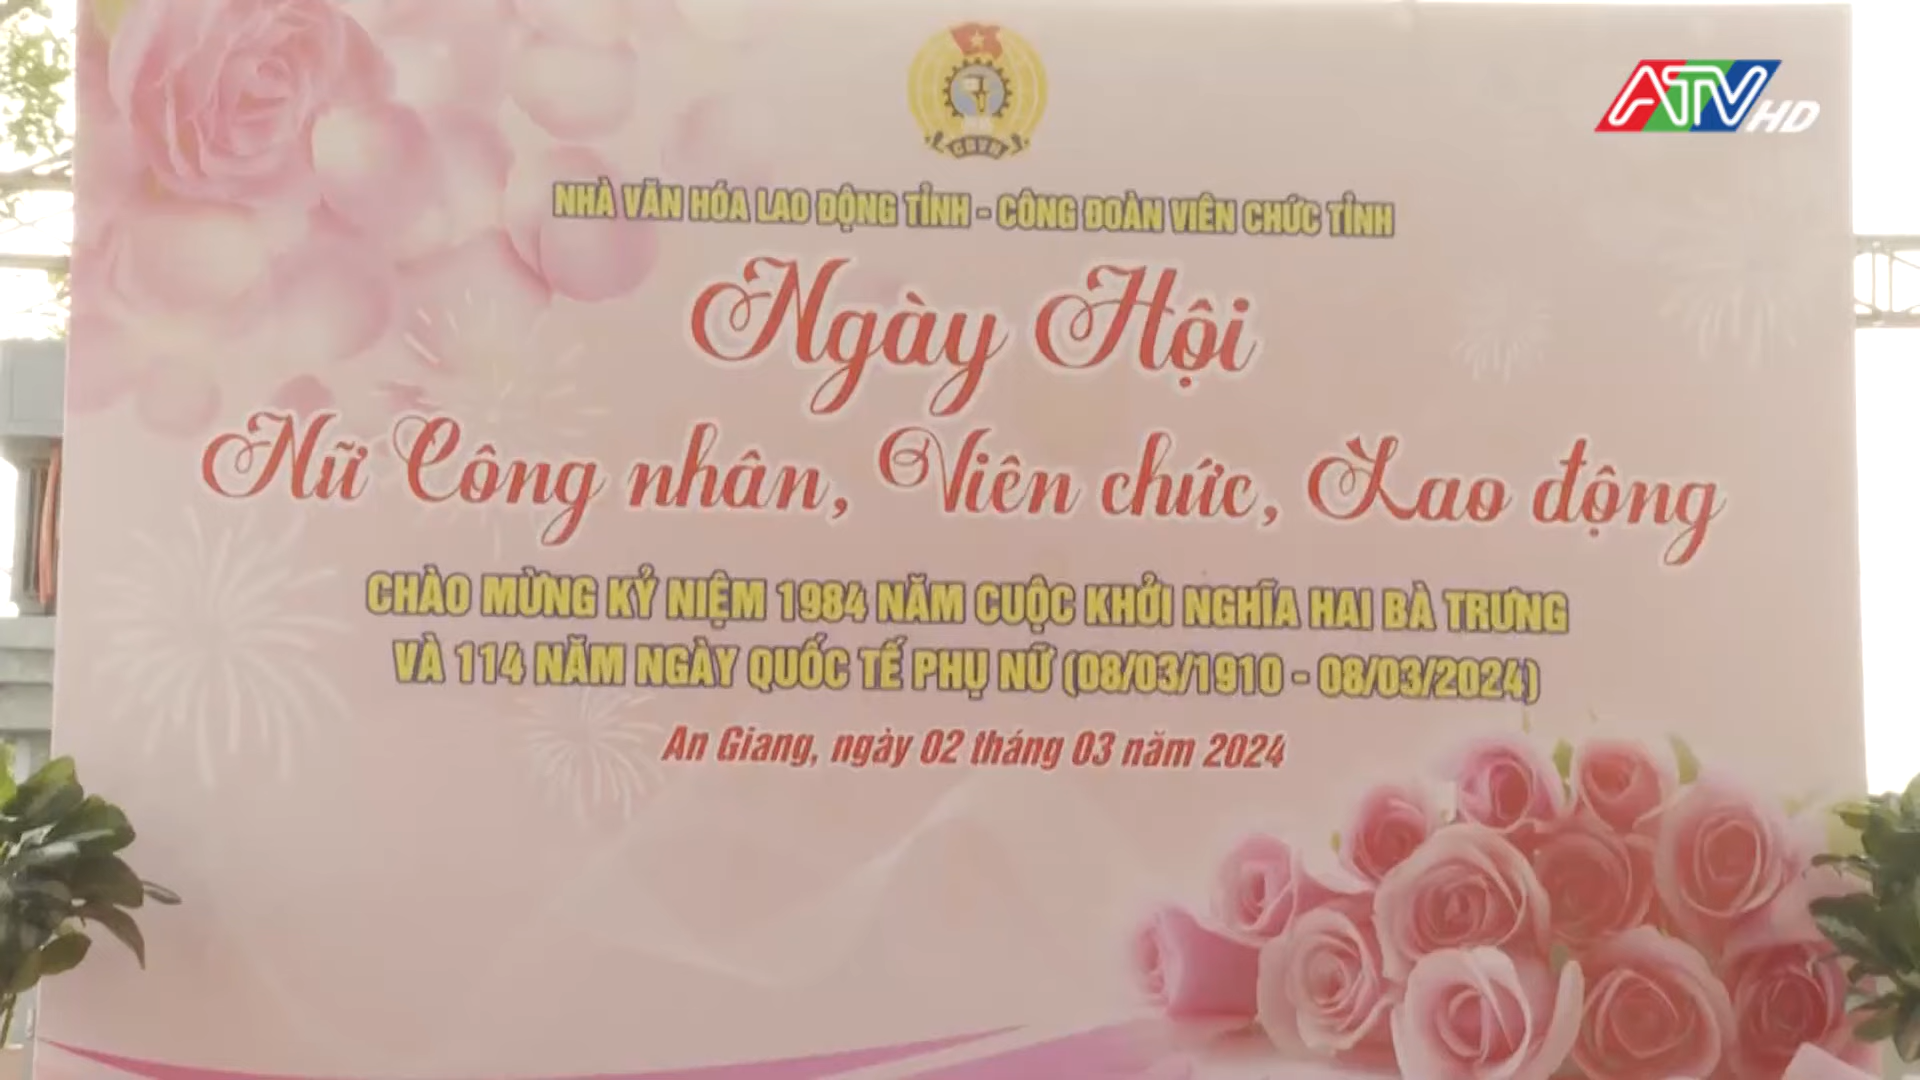 ATV HD
CĐVN
NHÀ VĂN HÓA LAO ĐỘNG TỈNH - CÔNG ĐOÀN VIÊN CHỨC TỈNH
Ngày Hội
Nữ Công nhân, Viên chức, Lao động
CHÀO MỪNG KỶ NIỆM 1984 NĂM CUỘC KHỞI NGHĨA HAI BÀ TRƯNG
VÀ 114 NĂM NGÀY QUỐC TẾ PHỤ NỮ (08/03/1910 - 08/03/2024)
An Giang, ngày 02 tháng 03 năm 2024